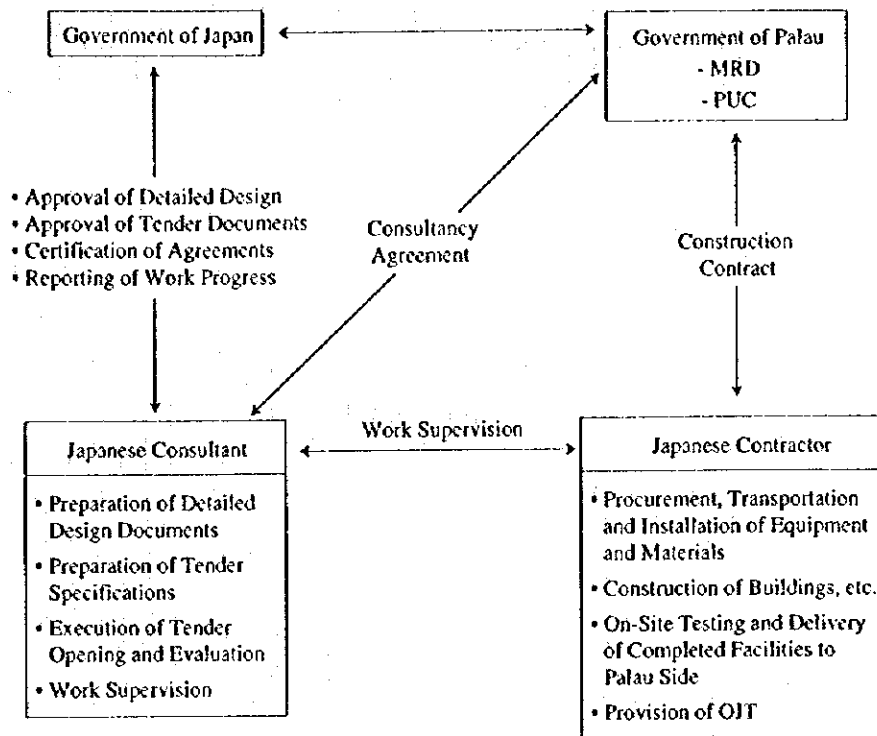 Government of Japan
Government of Palau
- MRD
- PUC
• Approval of Detailed Design
• Approval of Tender Documents
• Certification of Agreements
• Reporting of Work Progress
Consultancy
Agreement
Construction
Contract
Japanese Consultant
• Preparation of Detailed
Design Documents
• Preparation of Tender
Specifications
• Execution of Tender
Opening and Evaluation
• Work Supervision
Work Supervision
Japanese Contractor
• Procurement, Transportation
and Installation of Equipment
and Materials
• Construction of Buildings, etc.
• On-Site Testing and Delivery
of Completed Facilities to
Palau Side
• Provision of OJT